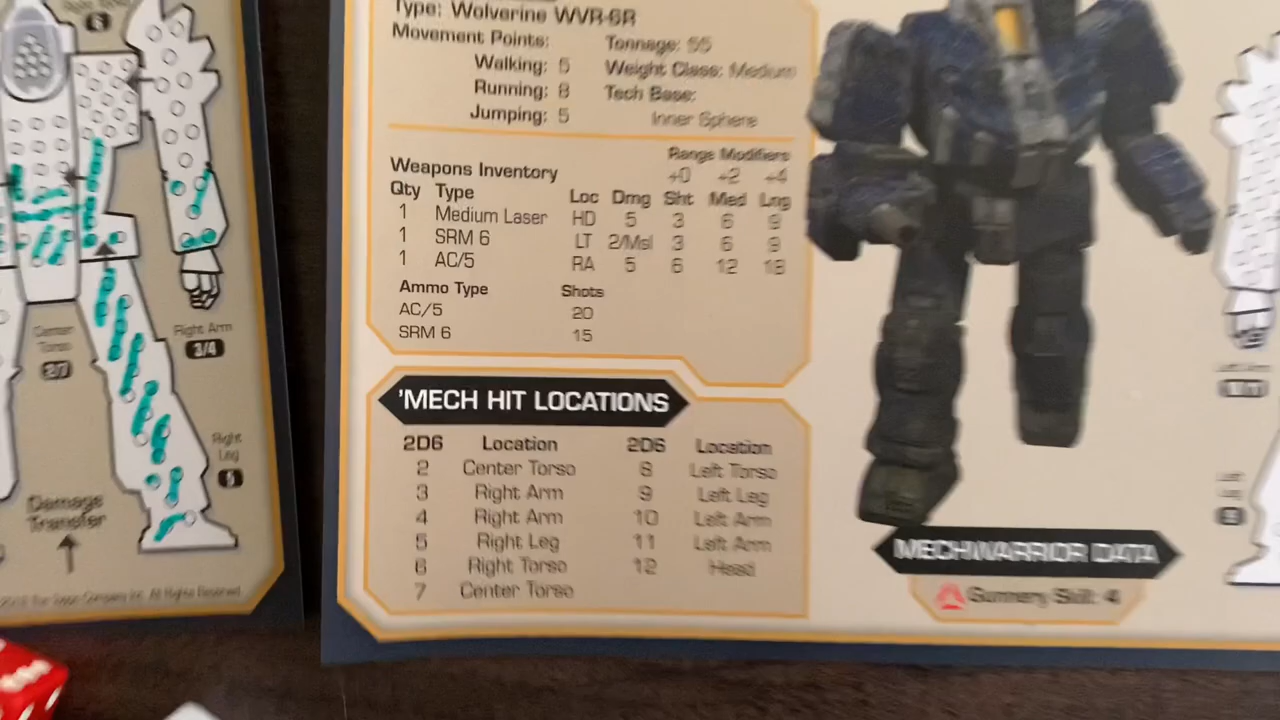 Type: Wolverine WVR-6R
Movement Points:
Walking: 5
Running: 8
Jumping: 5
Tonnage: 55
Weight Class: Medium
Tech Base:
Inner Sphere
Weapons Inventory
Range Modifiers
+0 +2 +4
Qty Type Loc Dmg Sht Med Lng
1 Medium Laser HD 5 3 6 9
1 SRM 6 LT 2/Msl 3 6 9
1 AC/5 RA 5 6 12 18
Ammo Type Shots
AC/5 20
SRM 6 15
'MECH HIT LOCATIONS
2D6 Location 2D6 Location
2 Center Torso 8 Left Torso
3 Right Arm 9 Left Leg
4 Right Arm 10 Left Arm
5 Right Leg 11 Left Arm
6 Right Torso 12 Head
7 Center Torso
MECHWARRIOR DATA
Gunnery Skill: 4
Center
Torso
Right Arm
3/4
Right
Leg
Damage
Transfer
All Rights Reserved.